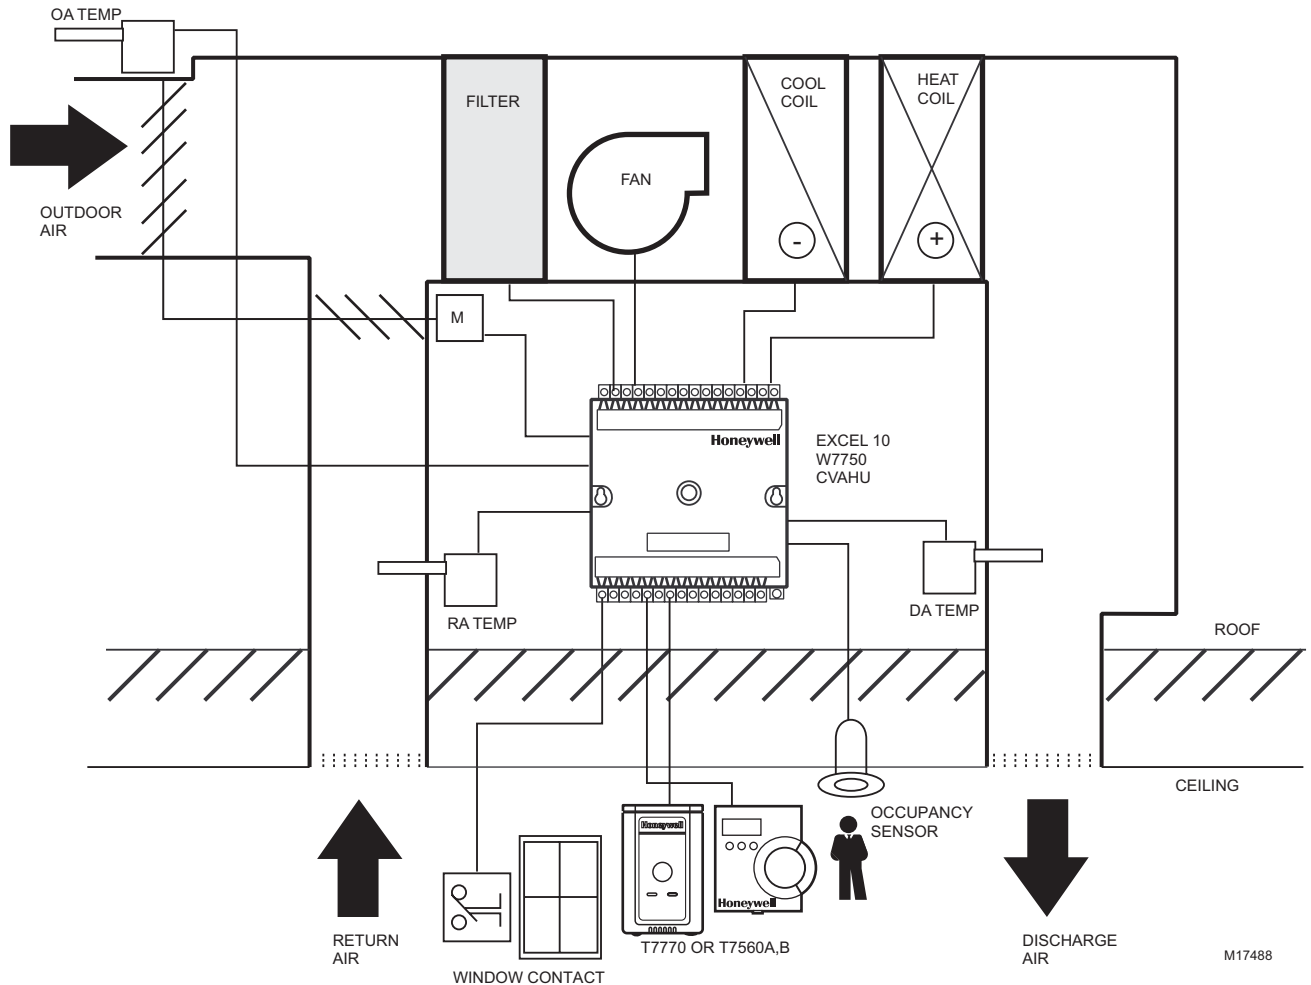 OA TEMP
FILTER
COOL
COIL
HEAT
COIL
FAN
-
+
OUTDOOR
AIR
M
Honeywell
EXCEL 10
W7750
CVAHU
RA TEMP
DA TEMP
ROOF
CEILING
OCCUPANCY
SENSOR
Honeywell
Honeywell
RETURN
AIR
WINDOW CONTACT
T7770 OR T7560A,B
DISCHARGE
AIR
M17488